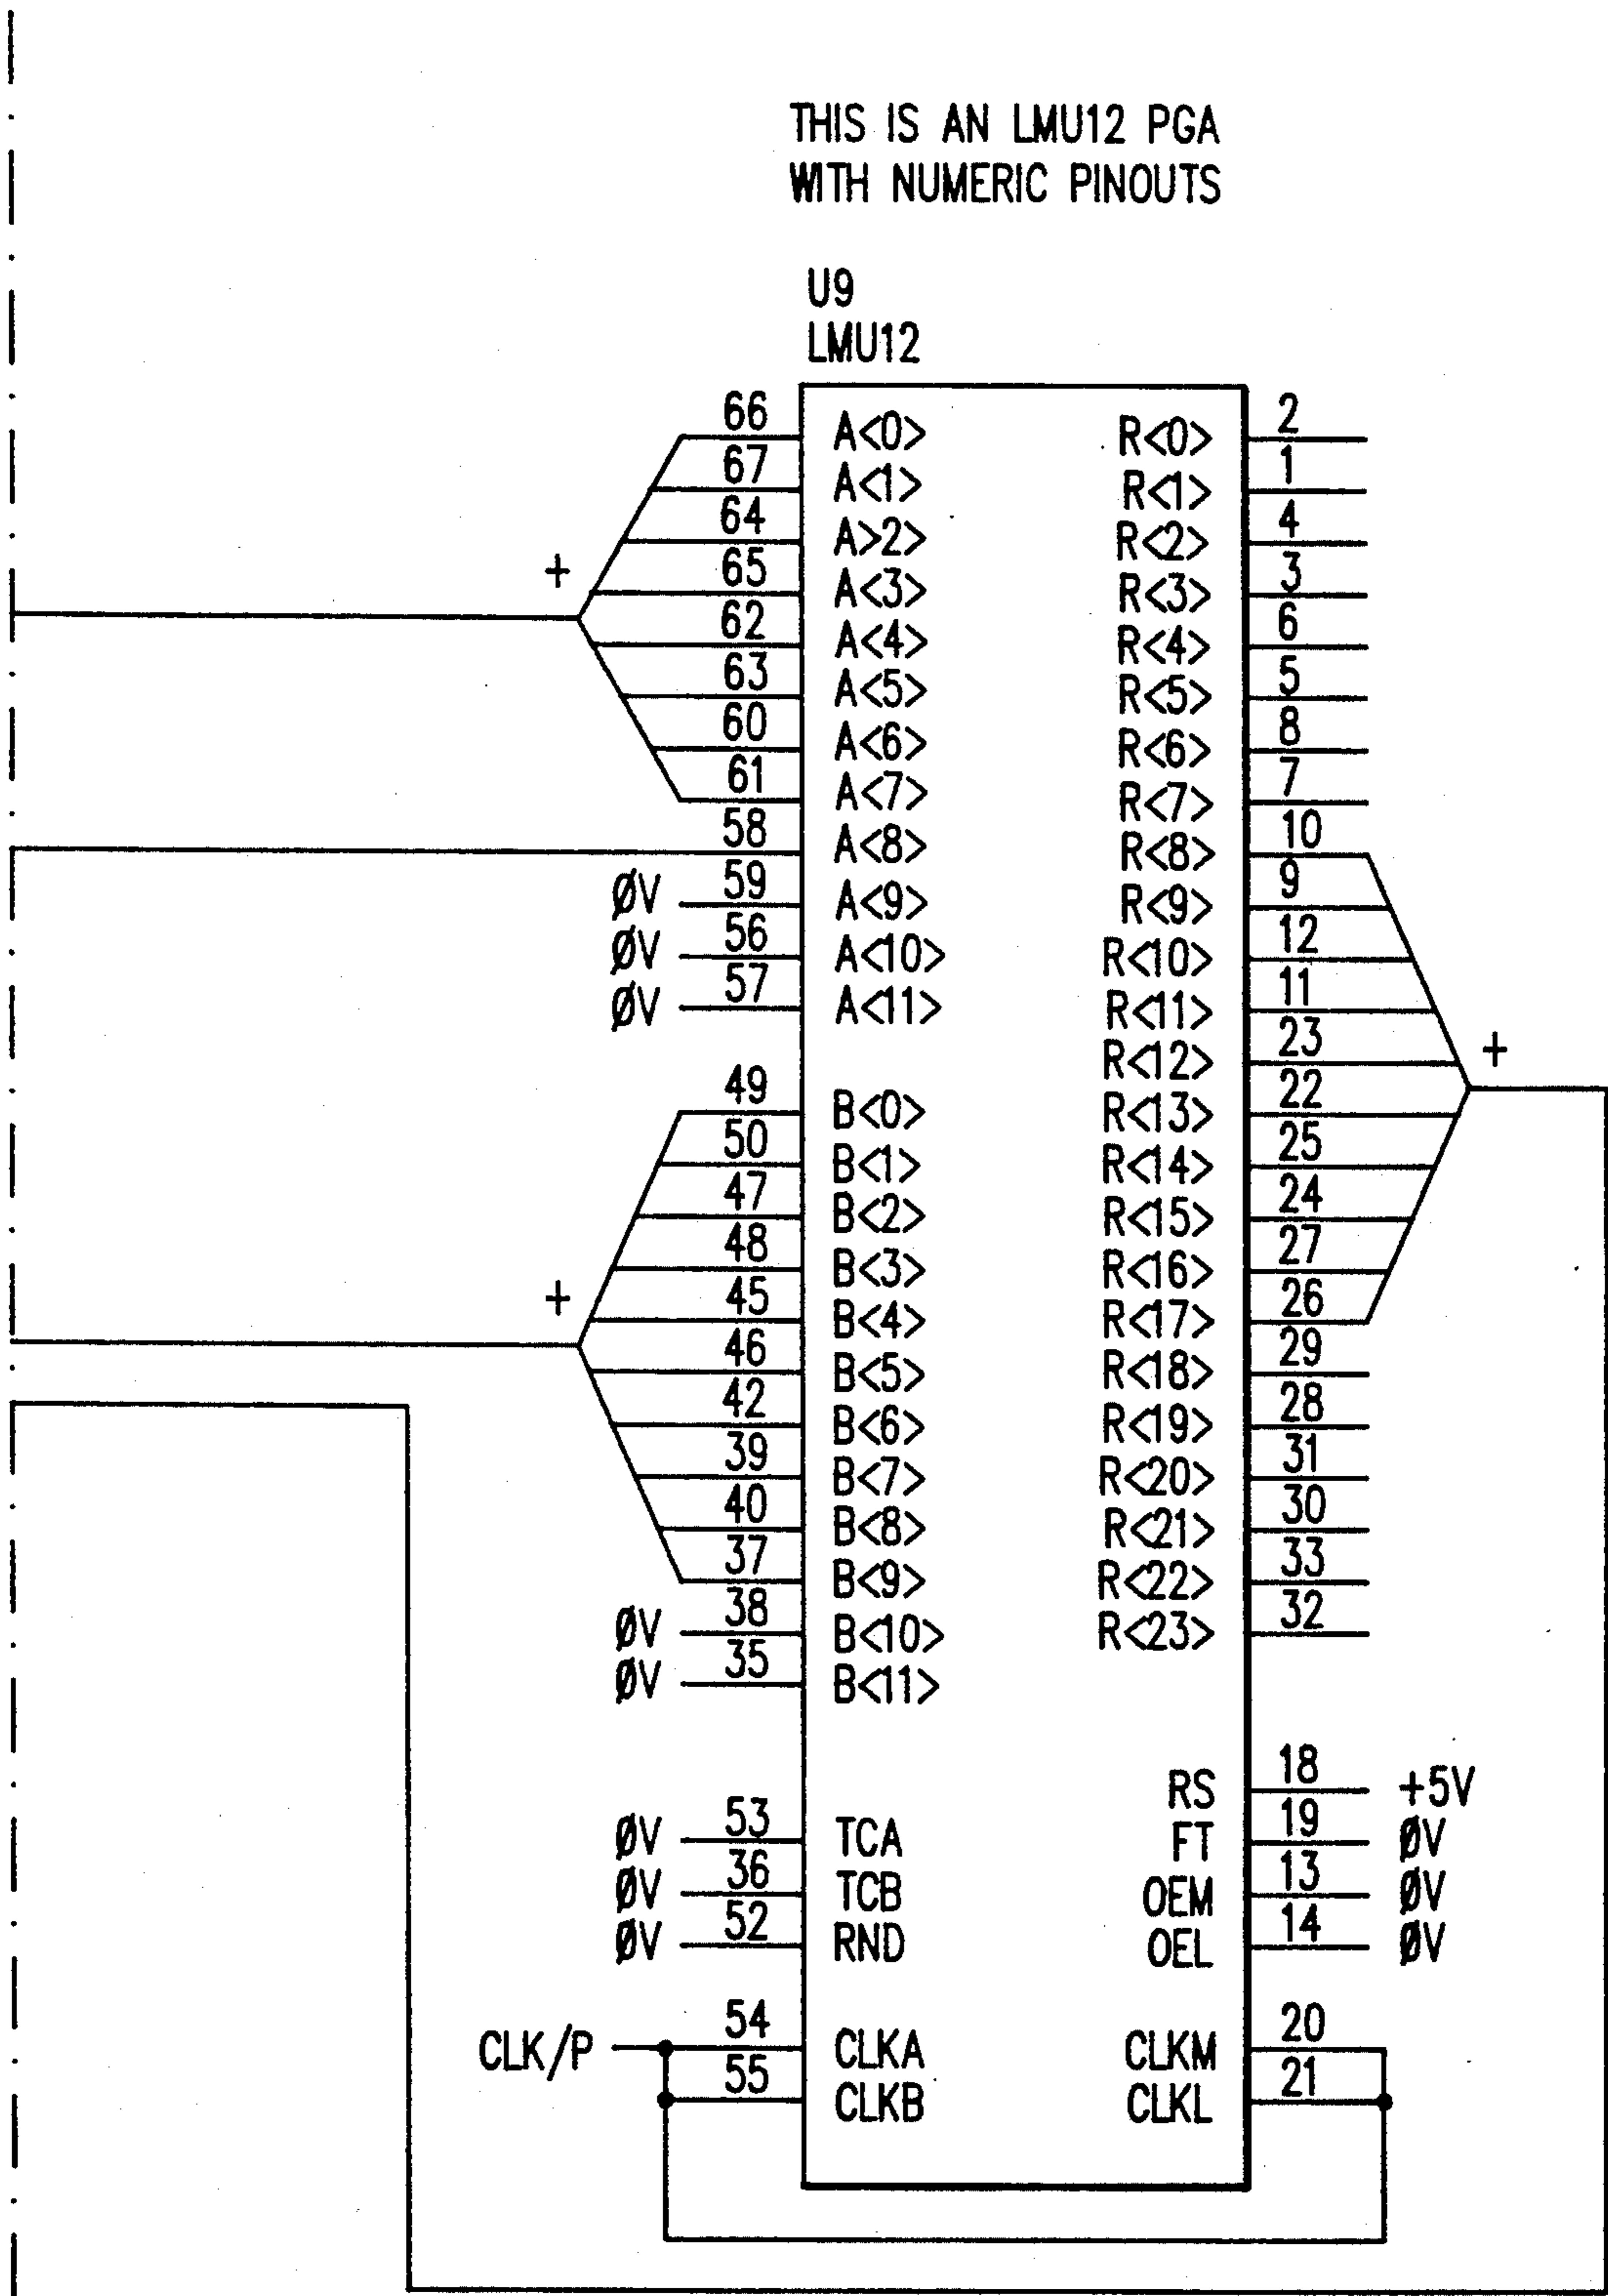 THIS IS AN LMU12 PGA
WITH NUMERIC PINOUTS
U9
LMU12
66 A<0> R<0> 2
67 A<1> R<1> 1
64 A>2> R<2> 4
+ 65 A<3> R<3> 3
62 A<4> R<4> 6
63 A<5> R<5> 5
60 A<6> R<6> 8
61 A<7> R<7> 7
58 A<8> R<8> 10
ØV 59 A<9> R<9> 9
ØV 56 A<10> R<10> 12
ØV 57 A<11> R<11> 11
R<12> 23 +
49 B<0> R<13> 22
50 B<1> R<14> 25
47 B<2> R<15> 24
48 B<3> R<16> 27
+ 45 B<4> R<17> 26
46 B<5> R<18> 29
42 B<6> R<19> 28
39 B<7> R<20> 31
40 B<8> R<21> 30
37 B<9> R<22> 33
ØV 38 B<10> R<23> 32
ØV 35 B<11>
RS 18 +5V
ØV 53 TCA FT 19 ØV
ØV 36 TCB OEM 13 ØV
ØV 52 RND OEL 14 ØV
CLK/P 54 CLKA CLKM 20
55 CLKB CLKL 21